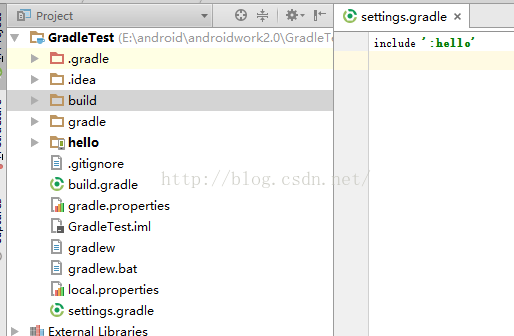 Project
settings.gradle
GradleTest (E:\android\androidwork2.0\GradleTe
include ':hello'
.gradle
.idea
build
gradle
hello
.gitignore
http://blog.csdn.net/
build.gradle
gradle.properties
GradleTest.iml
gradlew
gradlew.bat
local.properties
settings.gradle
External Libraries